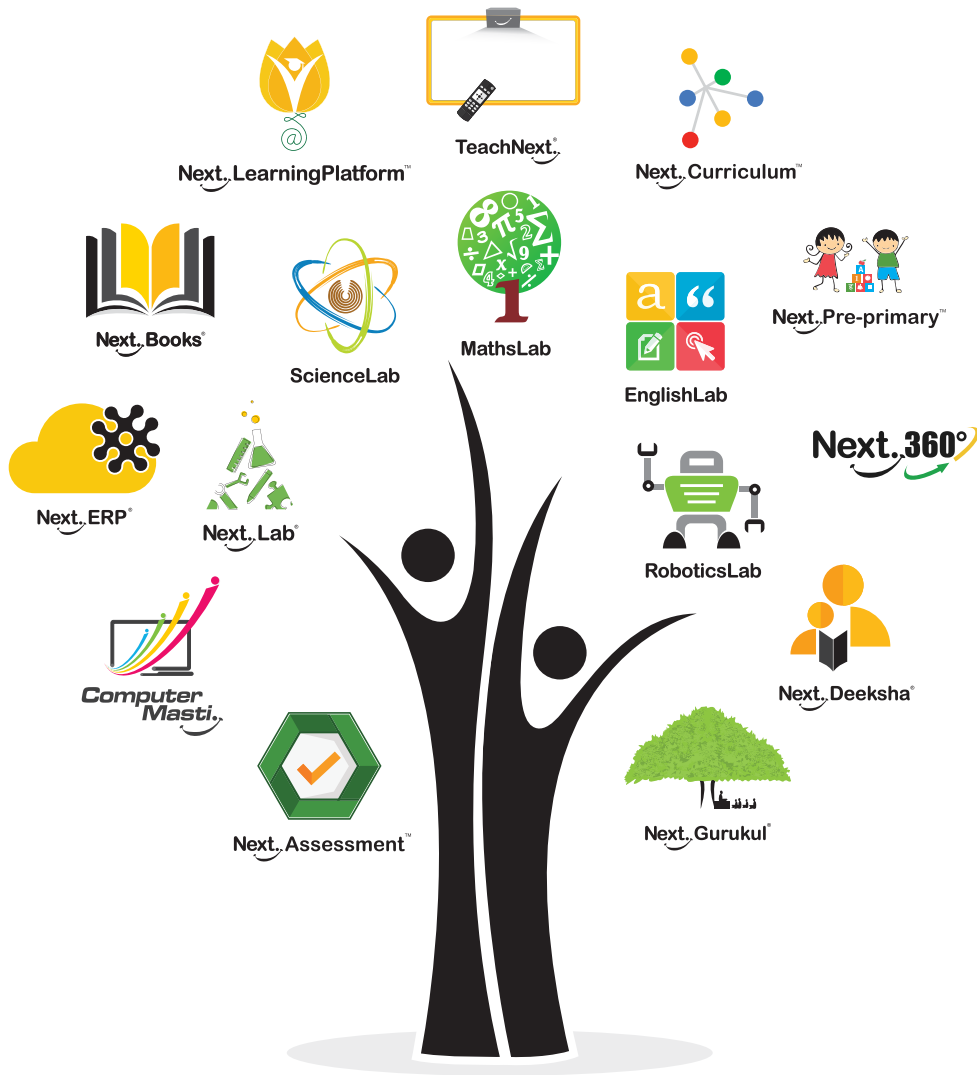 TeachNext®
Next.LearningPlatform™
Next.Curriculum™
Next.Books®
ScienceLab
MathsLab
EnglishLab
Next.Pre-primary™
Next.ERP®
Next.Lab®
RoboticsLab
Next.360°
Computer
Masti
Next.Assessment™
Next.Gurukul®
Next.Deeksha®